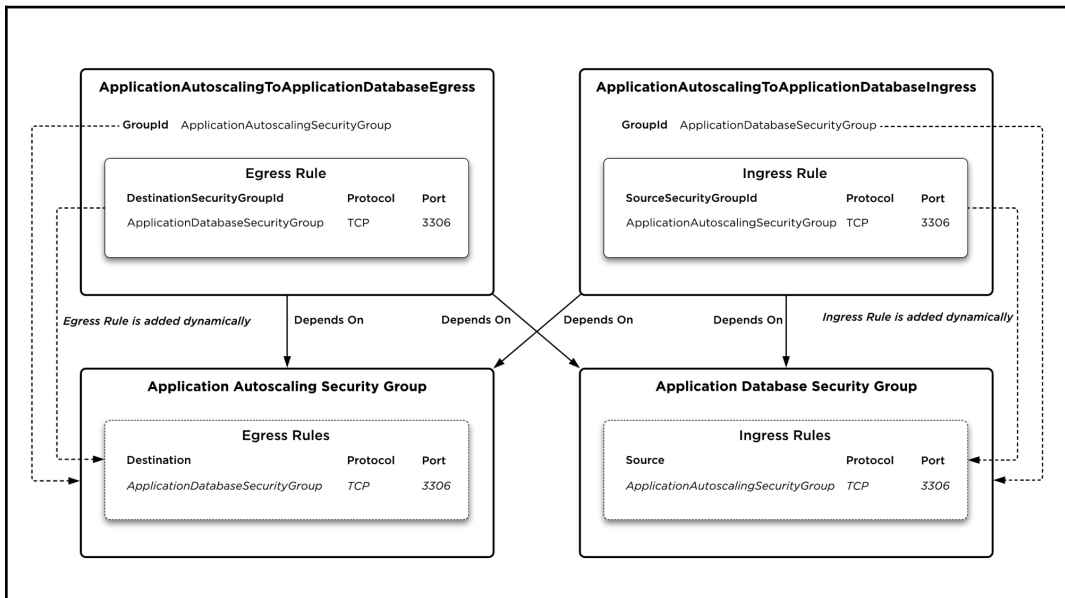 ApplicationAutoscalingToApplicationDatabaseEgress
GroupId ApplicationAutoscalingSecurityGroup
Egress Rule
DestinationSecurityGroupId Protocol Port
ApplicationDatabaseSecurityGroup TCP 3306
ApplicationAutoscalingToApplicationDatabaseIngress
GroupId ApplicationDatabaseSecurityGroup
Ingress Rule
SourceSecurityGroupId Protocol Port
ApplicationAutoscalingSecurityGroup TCP 3306
Egress Rule is added dynamically
Depends On
Depends On
Depends On
Depends On
Ingress Rule is added dynamically
Application Autoscaling Security Group
Egress Rules
Destination Protocol Port
ApplicationDatabaseSecurityGroup TCP 3306
Application Database Security Group
Ingress Rules
Source Protocol Port
ApplicationAutoscalingSecurityGroup TCP 3306